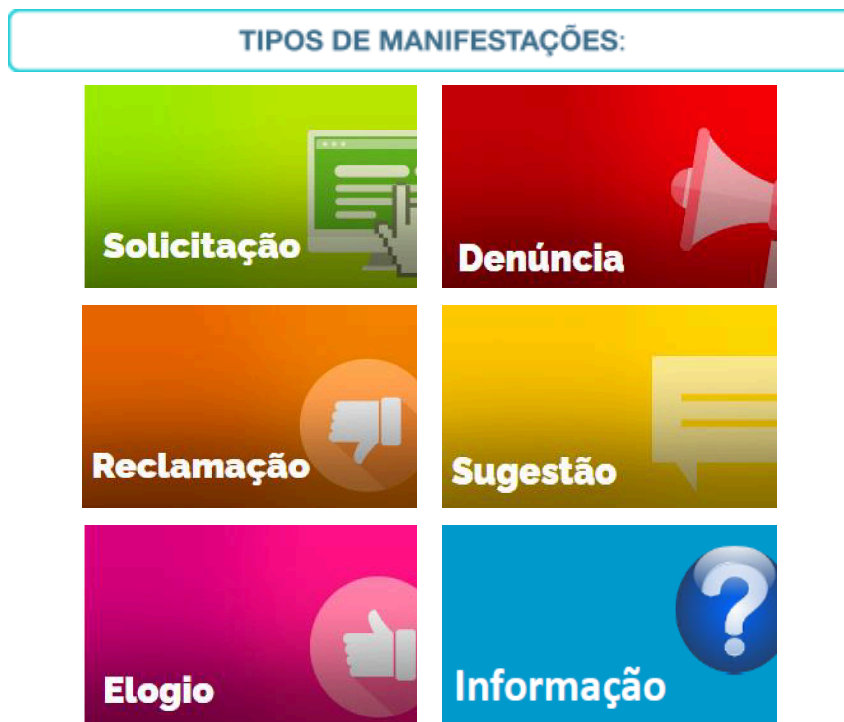 TIPOS DE MANIFESTAÇÕES:
Solicitação
Denúncia
Reclamação
Sugestão
Elogio
Informação